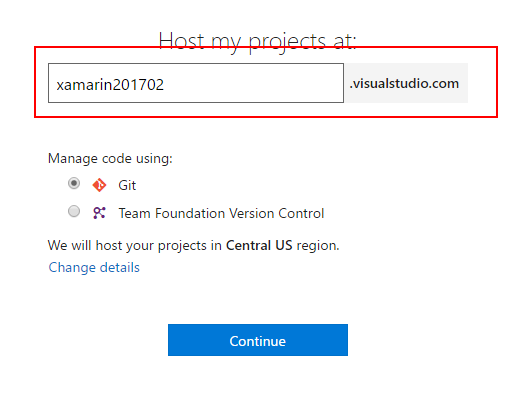 Host my projects at:
xamarin201702 .visualstudio.com
Manage code using:
Git
Team Foundation Version Control
We will host your projects in Central US region.
Change details
Continue